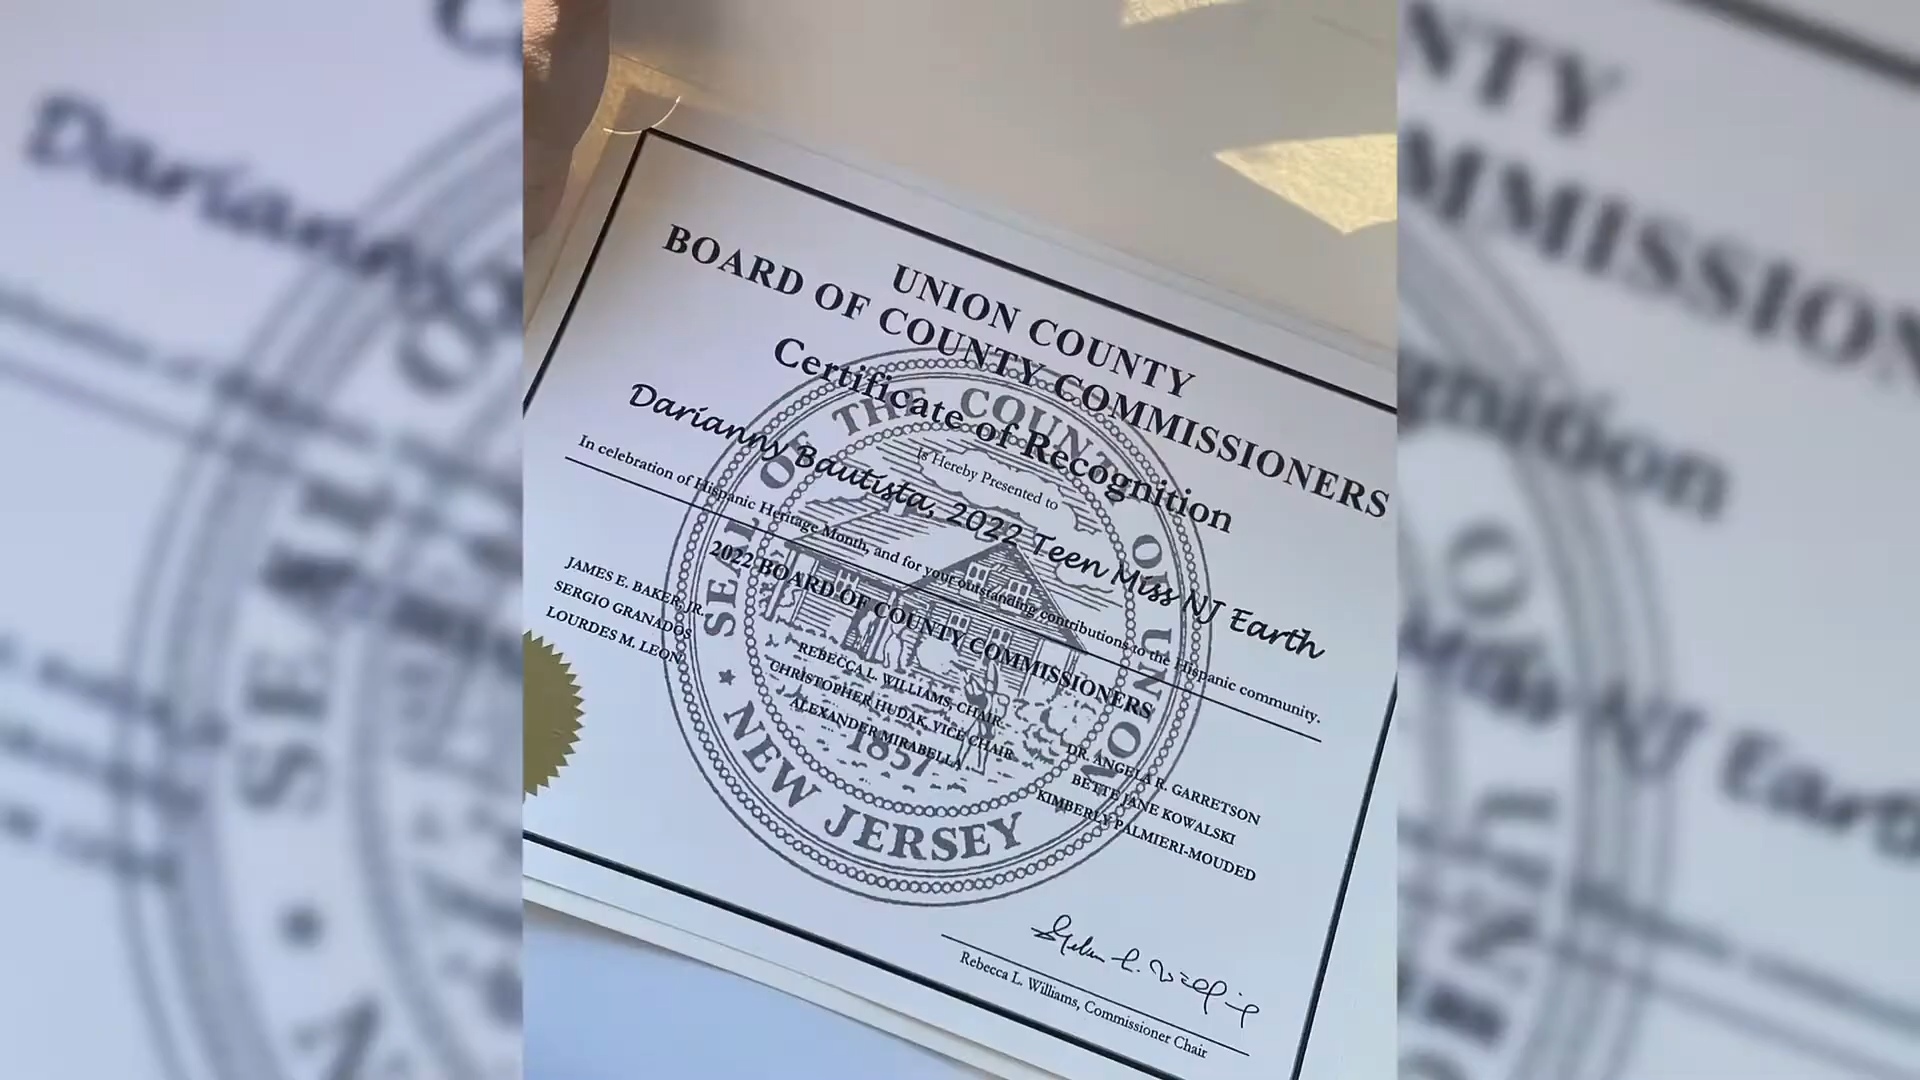 UNION COUNTY
BOARD OF COUNTY COMMISSIONERS
Certificate of Recognition
Is Hereby Presented to
Darianny Bautista, 2022 Teen Miss NJ Earth
In celebration of Hispanic Heritage Month, and for your outstanding contributions to the Hispanic community.
2022 BOARD OF COUNTY COMMISSIONERS
JAMES E. BAKER, JR.
SERGIO GRANADOS
LOURDES M. LEON
REBECCA L. WILLIAMS, CHAIR
CHRISTOPHER HUDAK, VICE CHAIR
ALEXANDER MIRABELLA
DR. ANGELA R. GARRETSON
BETTE JANE KOWALSKI
KIMBERLY PALMIERI-MOUDED
SEAL OF THE COUNTY OF UNION
NEW JERSEY
1857
Rebecca L. Williams, Commissioner Chair